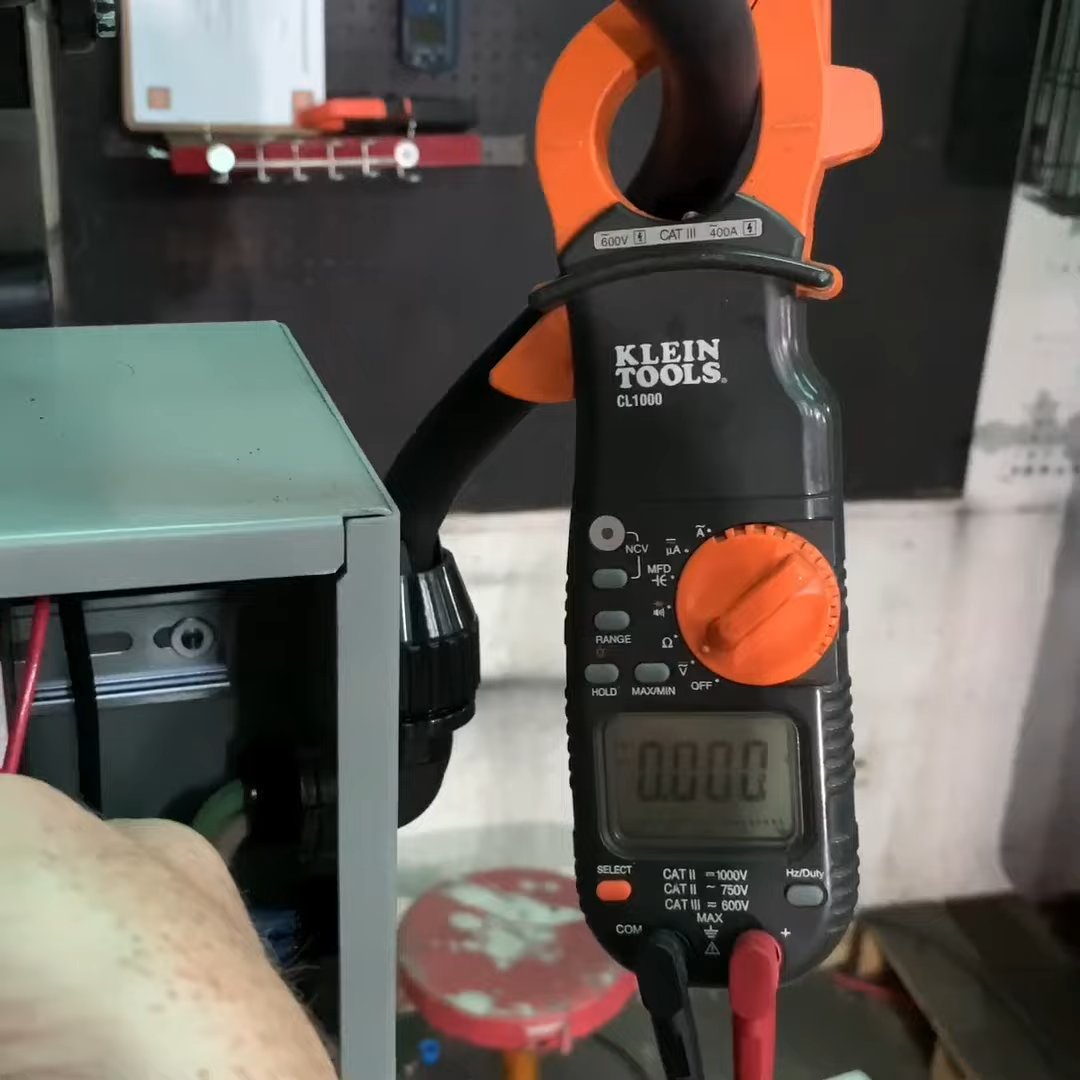 600V CAT III 400A
KLEIN
TOOLS
CL1000
A
NCV
µA
MFD
RANGE
Ω
V
HOLD
MAX/MIN
OFF
0.000
SELECT
CAT II ⎓1000V
Hz/Duty
CAT II ~ 750V
CAT III ≂ 600V
MAX
COM
+